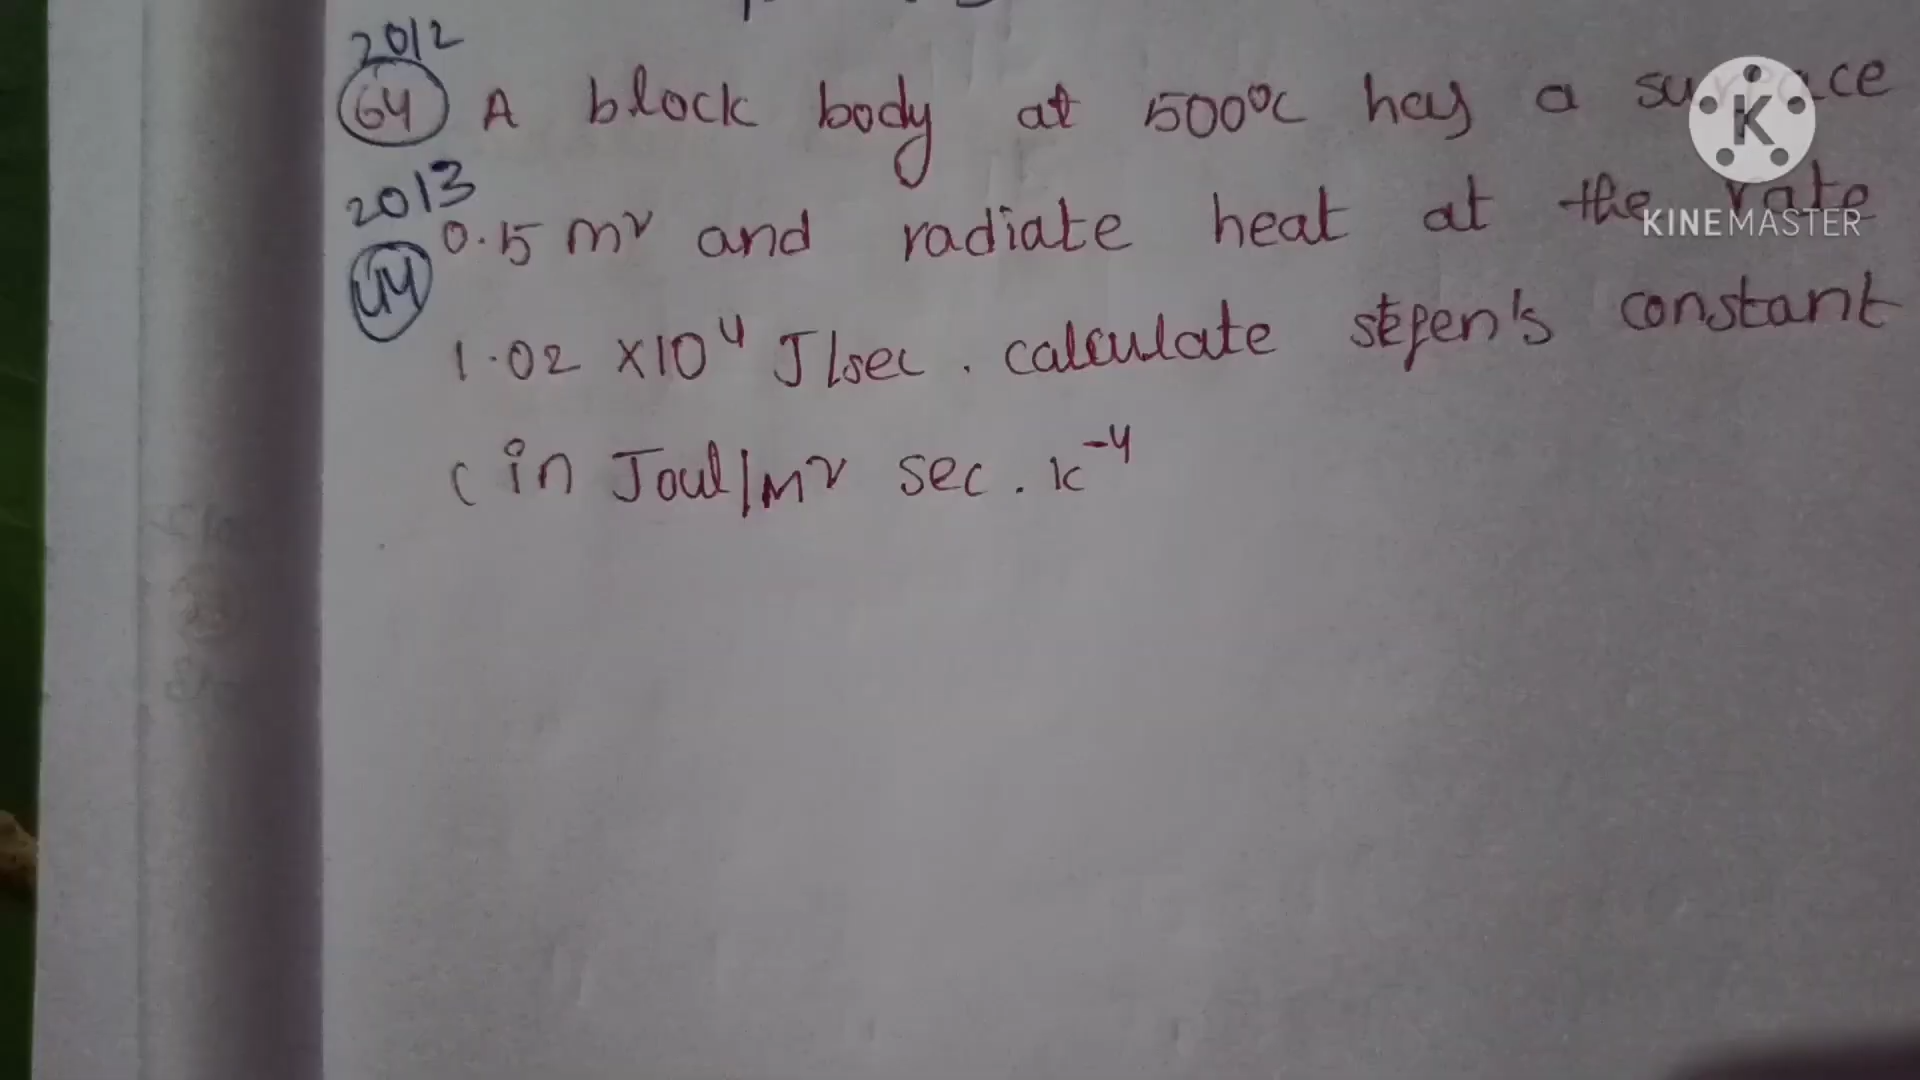 2012
64 A block body at 500°C has a surface
2013
0.5 m² and radiate heat at the rate
44
1.02 ×10⁴ J/sec . calculate stefen's constant
( in Joul/m² sec . k⁻⁴
K
KINEMASTER